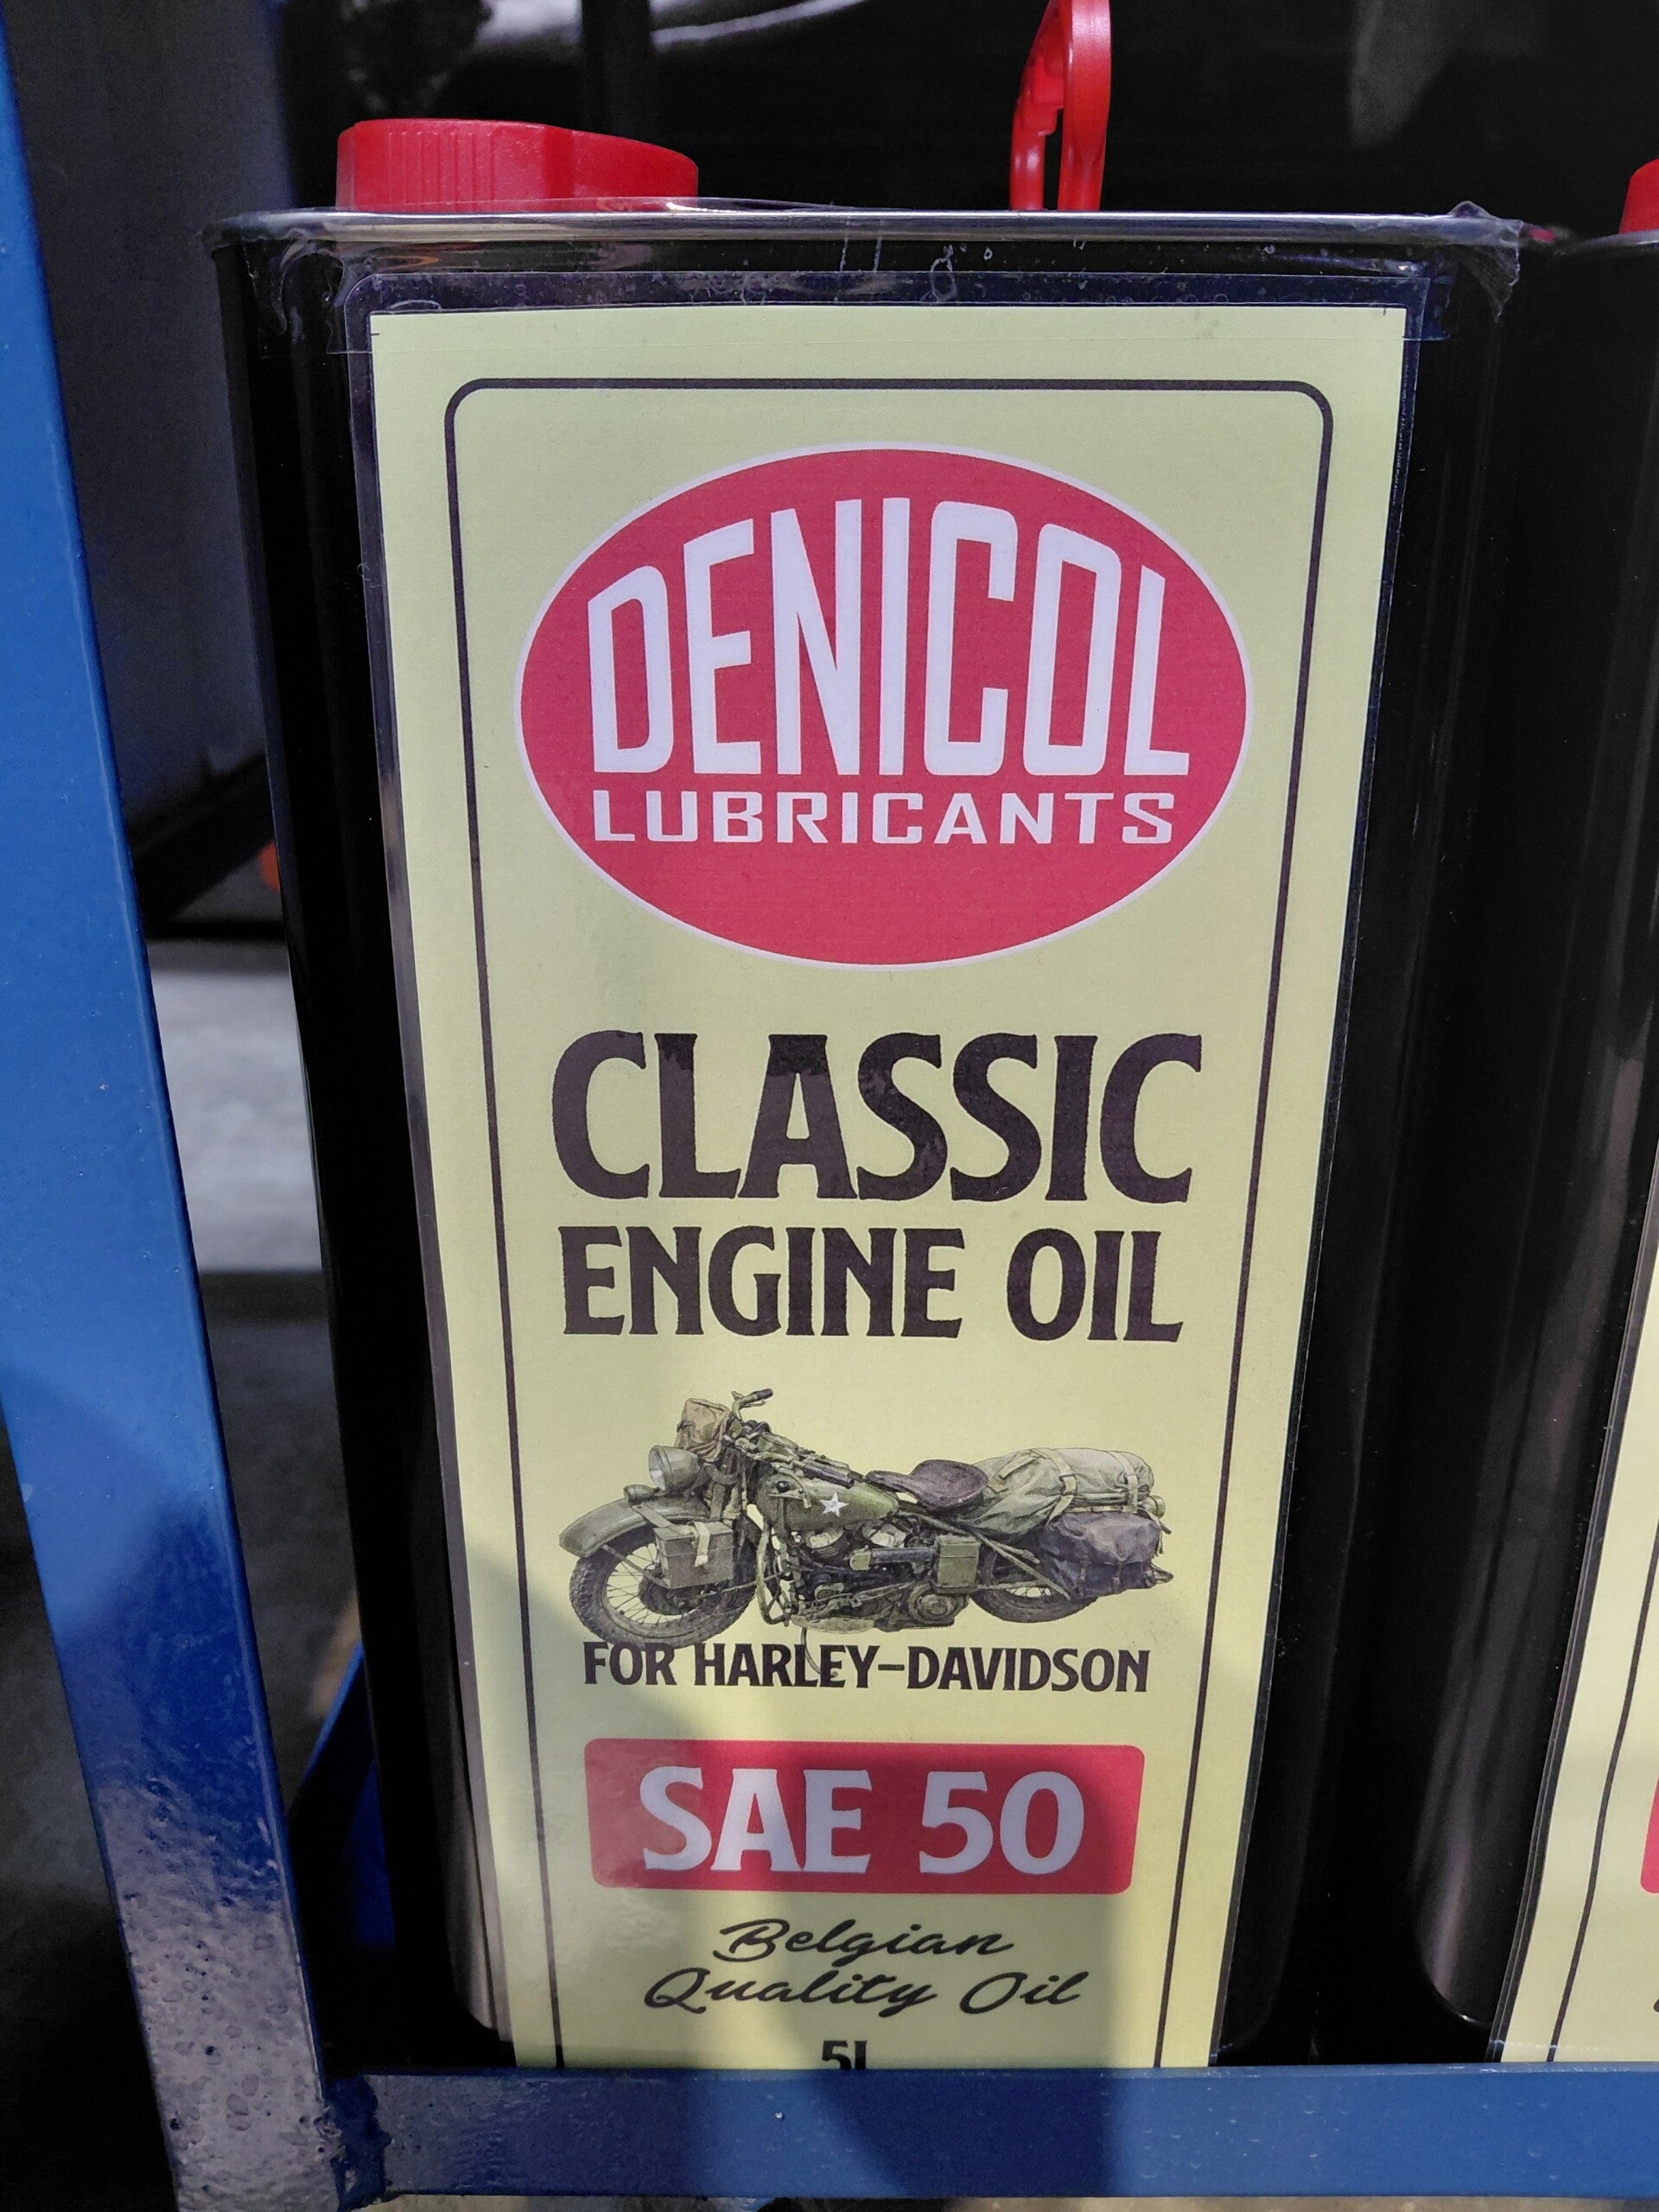 DENICOL
LUBRICANTS
CLASSIC
ENGINE OIL
FOR HARLEY-DAVIDSON
SAE 50
Belgian
Quality Oil
5L